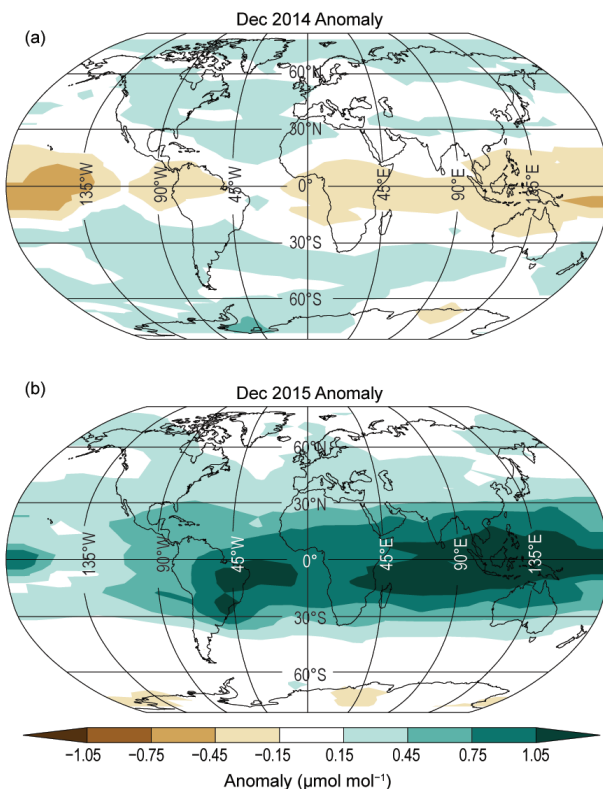 Dec 2014 Anomaly
(a)
60°N
30°N
135°W 90°W 45°W 0° 45°E 90°E 135°E
30°S
60°S
Dec 2015 Anomaly
(b)
60°N
30°N
135°W 90°W 45°W 0° 45°E 90°E 135°E
30°S
60°S
−1.05 −0.75 −0.45 −0.15 0.15 0.45 0.75 1.05
Anomaly (µmol mol⁻¹)